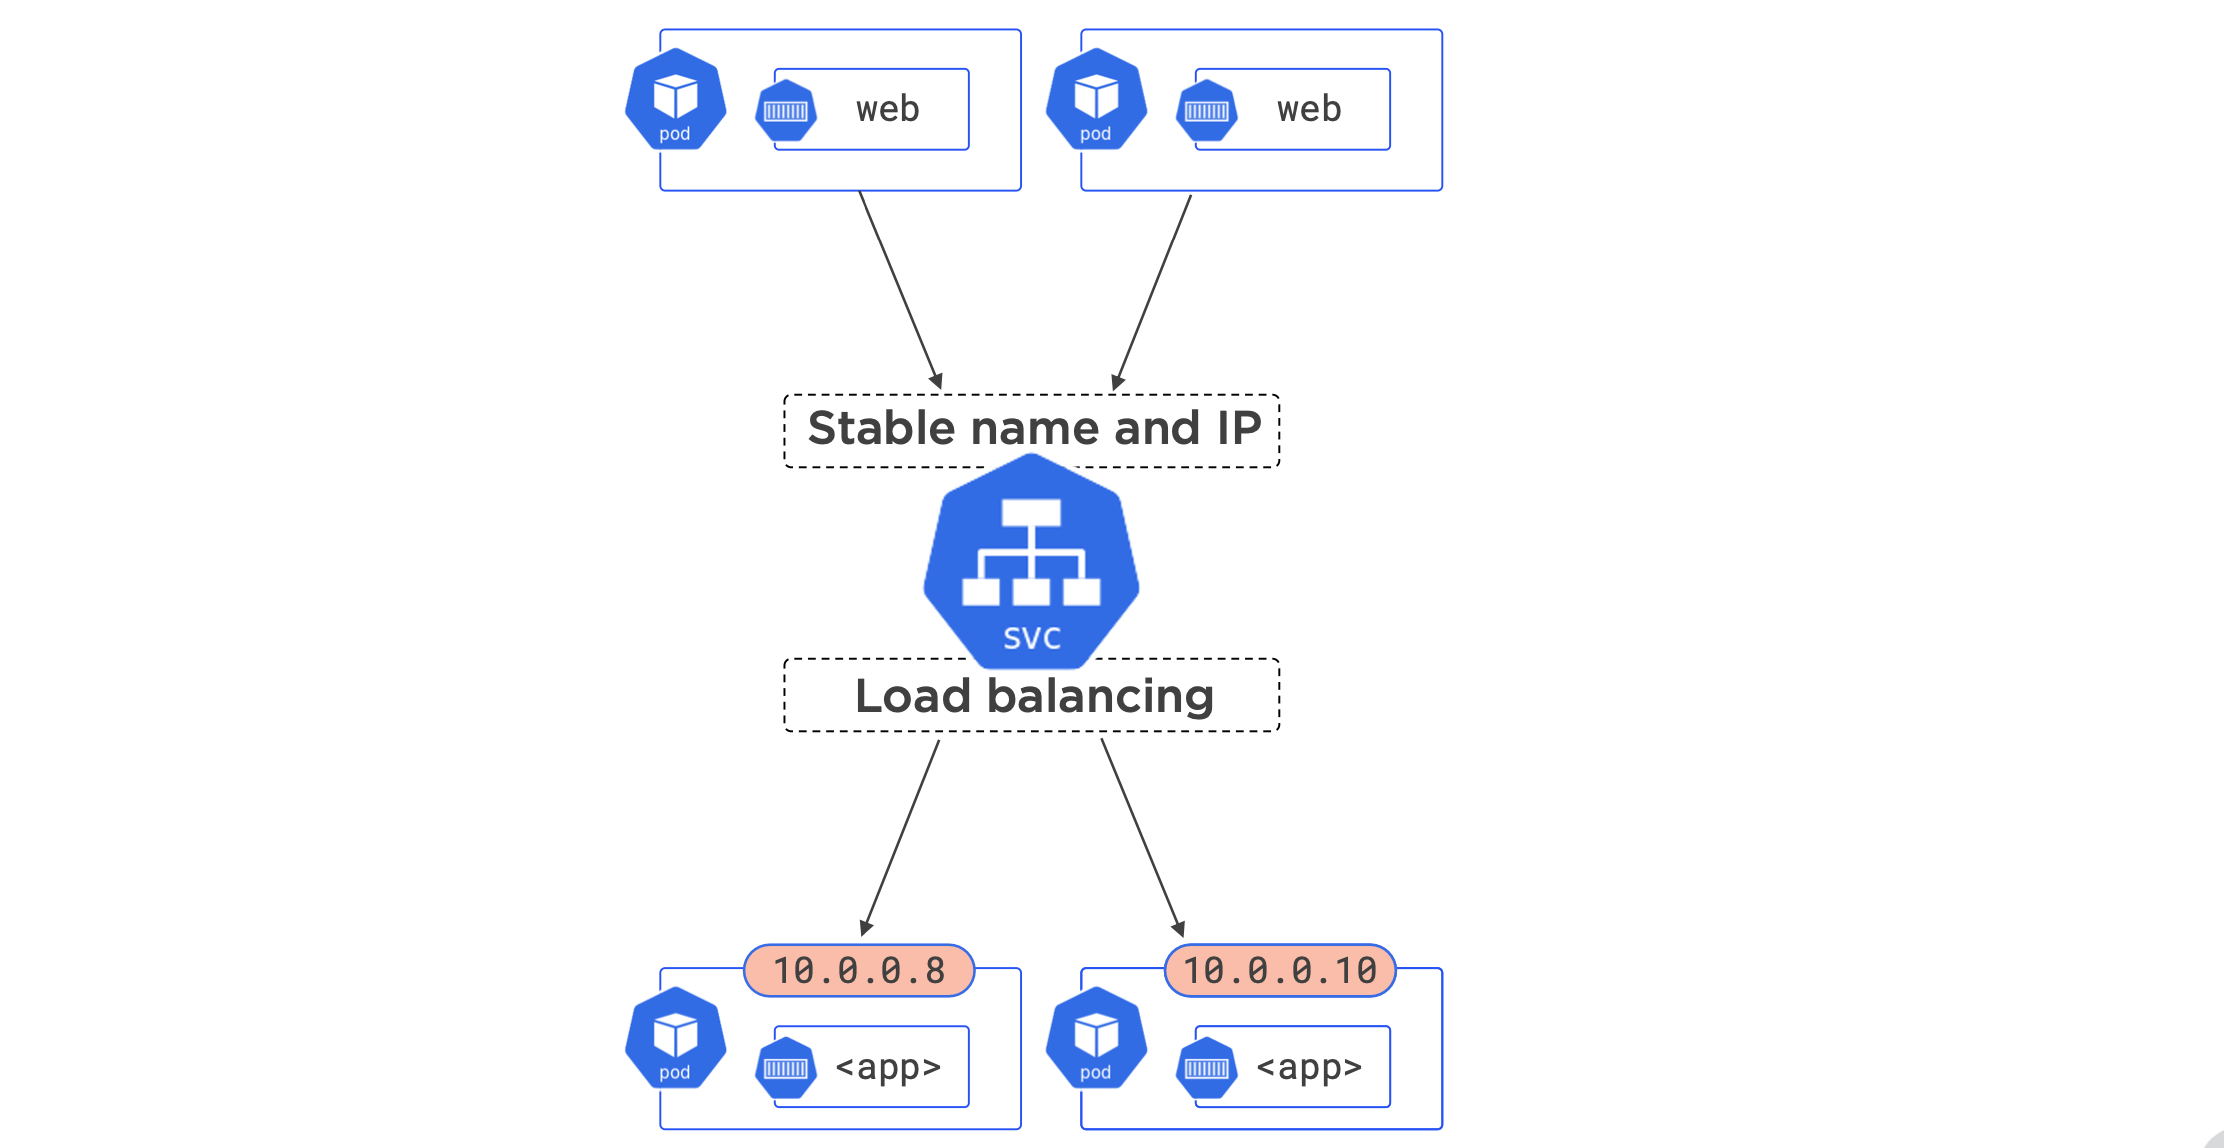 pod
web
pod
web
Stable name and IP
svc
Load balancing
10.0.0.8
10.0.0.10
pod
<app>
pod
<app>